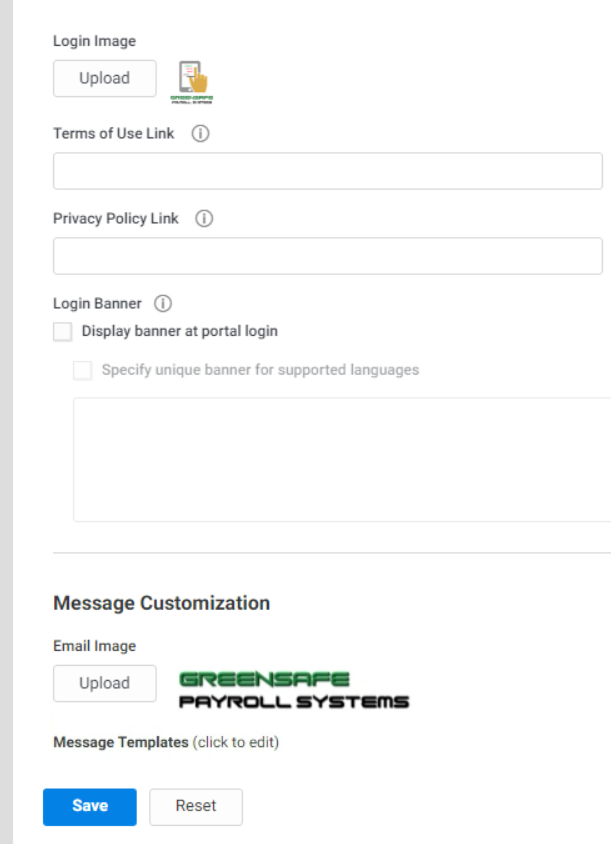 Login Image
Upload
GREENSAFE
PAYROLL SYSTEMS
Terms of Use Link
Privacy Policy Link
Login Banner
Display banner at portal login
Specify unique banner for supported languages
Message Customization
Email Image
Upload
GREENSAFE
PAYROLL SYSTEMS
Message Templates (click to edit)
Save
Reset